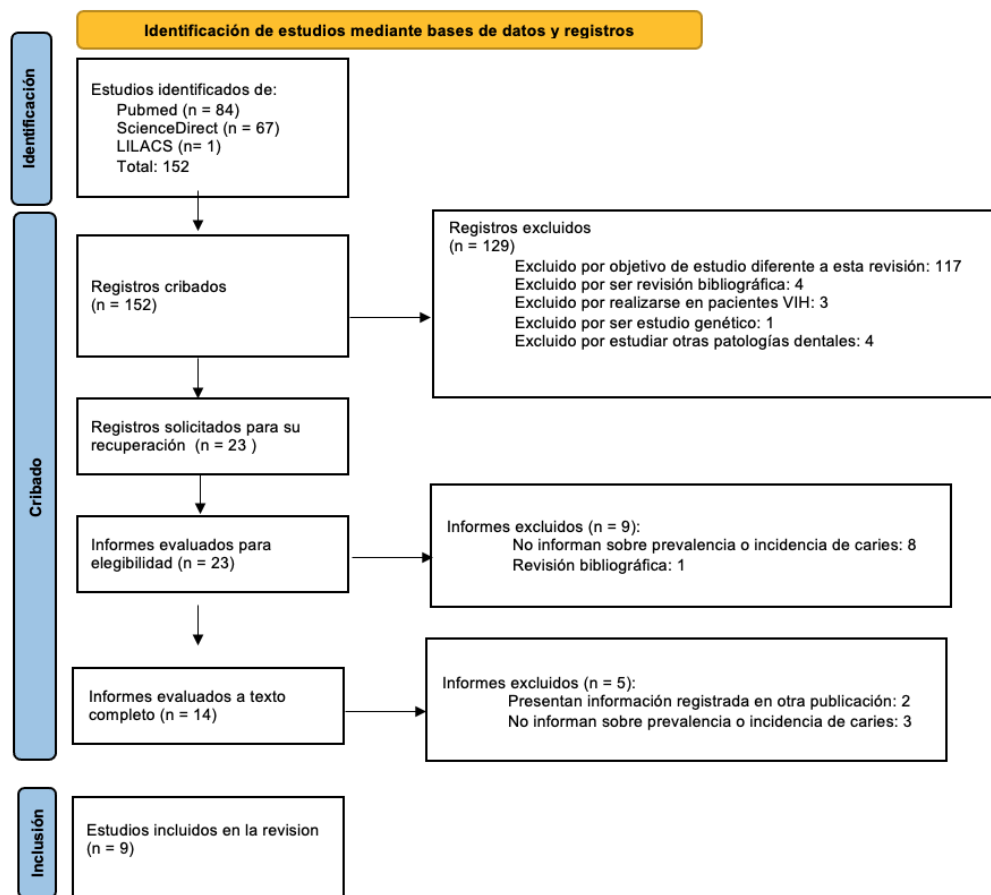 Identificación de estudios mediante bases de datos y registros
Identificación
Estudios identificados de:
Pubmed (n = 84)
ScienceDirect (n = 67)
LILACS (n= 1)
Total: 152
Cribado
Registros cribados
(n = 152)
Registros excluidos
(n = 129)
Excluido por objetivo de estudio diferente a esta revisión: 117
Excluido por ser revisión bibliográfica: 4
Excluido por realizarse en pacientes VIH: 3
Excluido por ser estudio genético: 1
Excluido por estudiar otras patologías dentales: 4
Registros solicitados para su
recuperación (n = 23 )
Informes evaluados para
elegibilidad (n = 23)
Informes excluidos (n = 9):
No informan sobre prevalencia o incidencia de caries: 8
Revisión bibliográfica: 1
Informes evaluados a texto
completo (n = 14)
Informes excluidos (n = 5):
Presentan información registrada en otra publicación: 2
No informan sobre prevalencia o incidencia de caries: 3
Inclusión
Estudios incluidos en la revision
(n = 9)